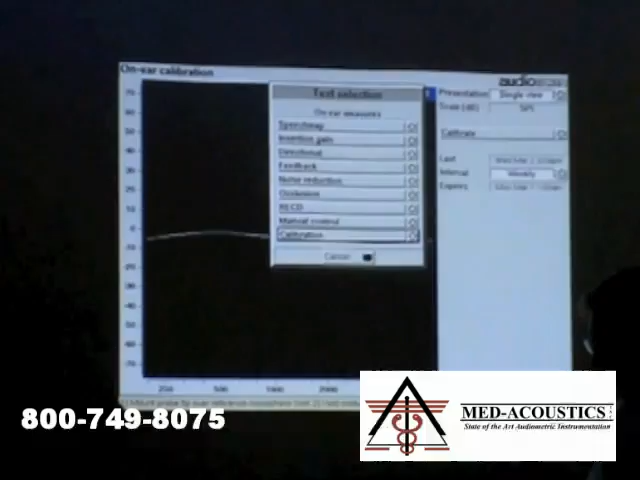 On-ear calibration
audioscan
Test selection
Presentation
Single view
On-ear measures
Scale (dB)
SPL
Speechmap
Insertion gain
Directional
Feedback
Noise reduction
Occlusion
RECD
Manual control
Calibration
Cancel
Calibrate
Last
Interval
Weekly
Expires
70
60
50
40
30
20
10
0
-10
-20
-30
-40
-50
-60
-70
250
500
1000
2000
800-749-8075
MED-ACOUSTICS
State of the Art Audiometric Instrumentation